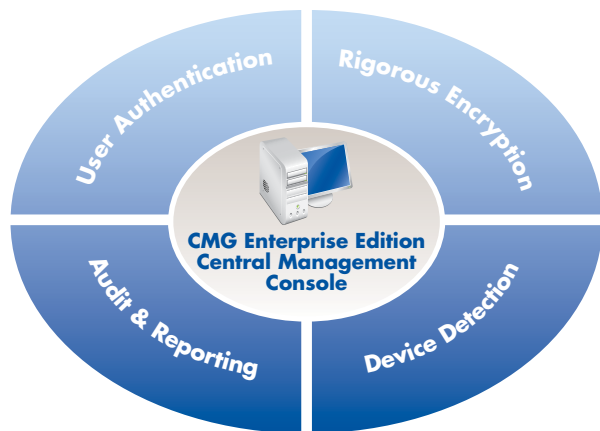 User Authentication
Rigorous Encryption
CMG Enterprise Edition
Central Management
Console
Audit & Reporting
Device Detection